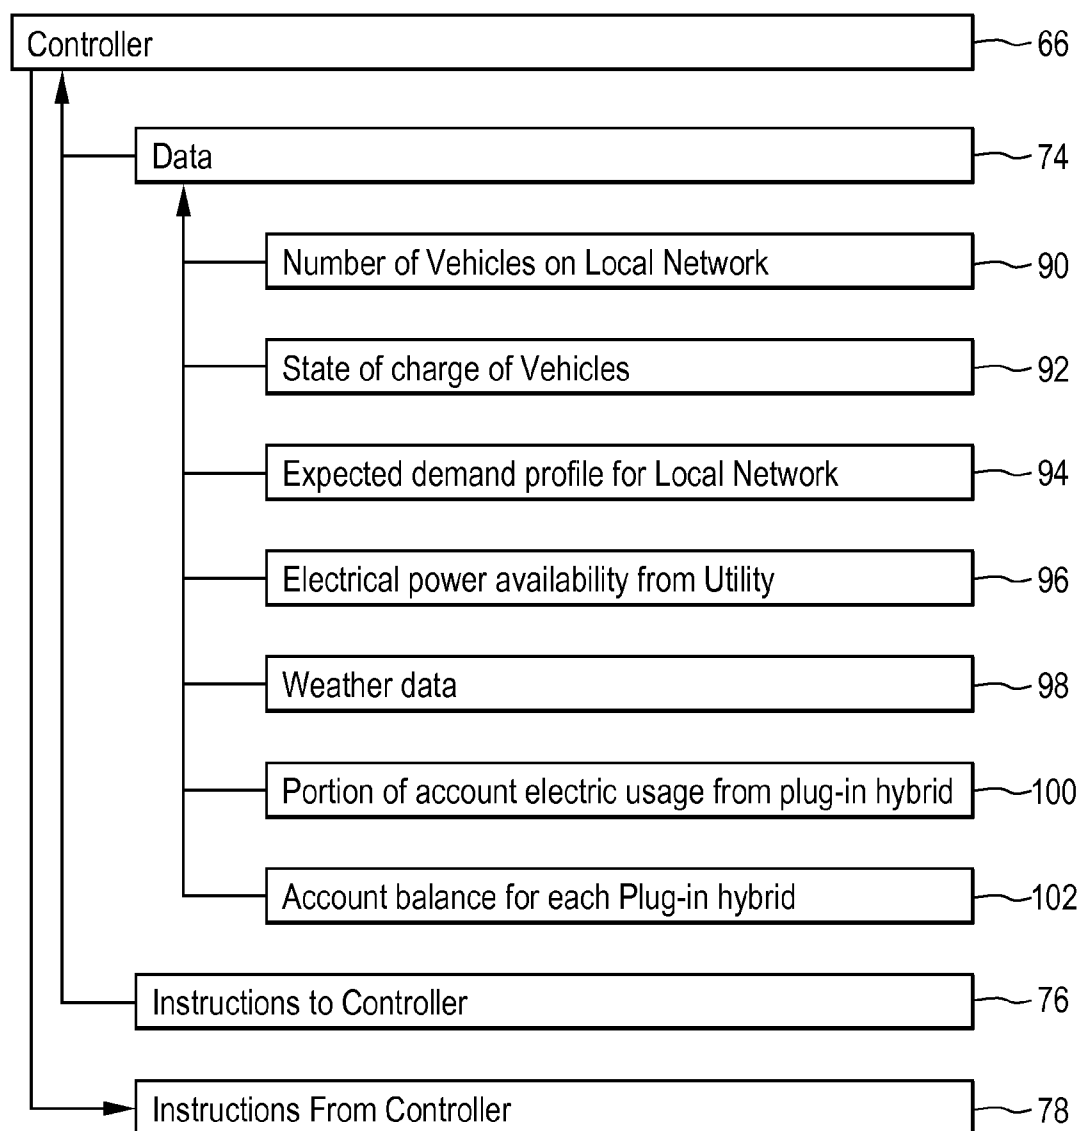 Controller 66
Data 74
Number of Vehicles on Local Network 90
State of charge of Vehicles 92
Expected demand profile for Local Network 94
Electrical power availability from Utility 96
Weather data 98
Portion of account electric usage from plug-in hybrid 100
Account balance for each Plug-in hybrid 102
Instructions to Controller 76
Instructions From Controller 78